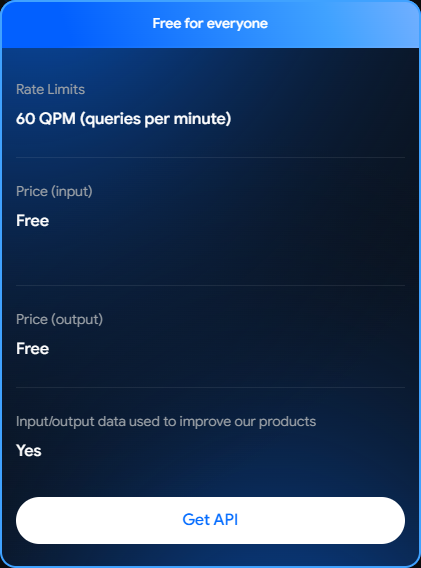 Free for everyone
Rate Limits
60 QPM (queries per minute)
Price (input)
Free
Price (output)
Free
Input/output data used to improve our products
Yes
Get API